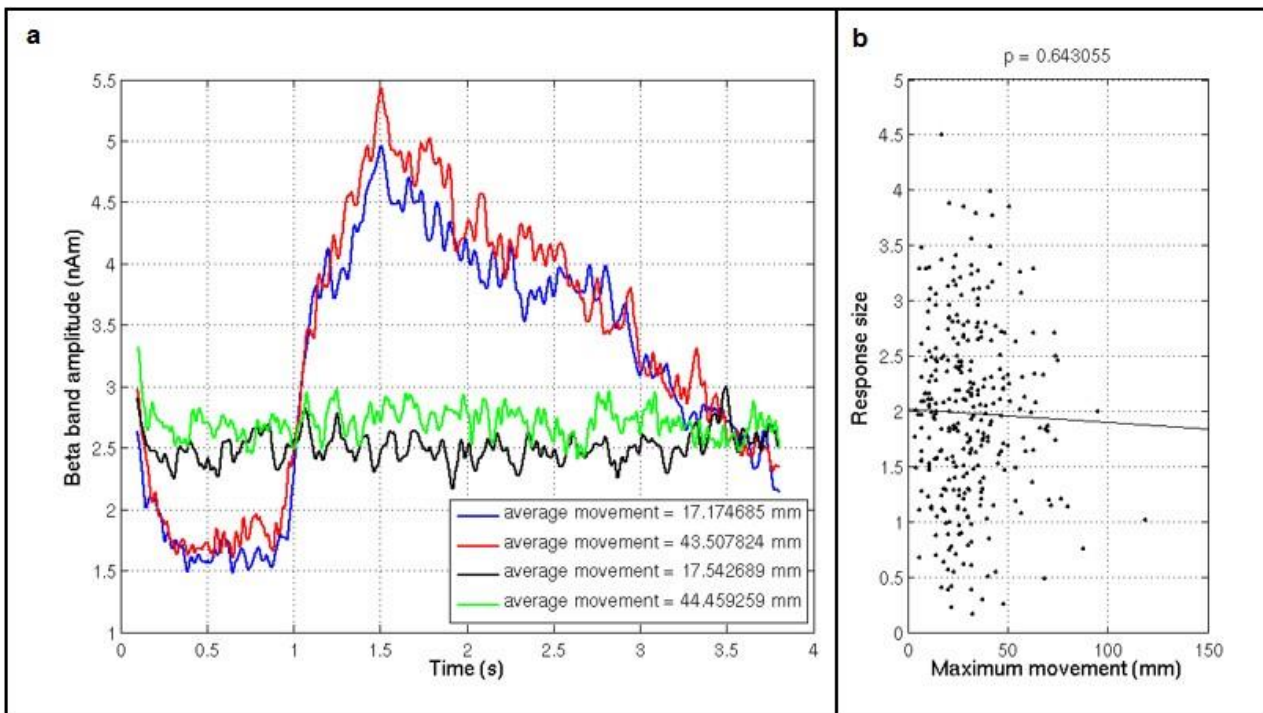 a
5.5
5
4.5
4
3.5
3
2.5
2
1.5
1
Beta band amplitude (nAm)
0 0.5 1 1.5 2 2.5 3 3.5 4
Time (s)
average movement = 17.174685 mm
average movement = 43.507824 mm
average movement = 17.542689 mm
average movement = 44.459259 mm
b
p = 0.643055
5
4.5
4
3.5
3
2.5
2
1.5
1
0.5
0
Response size
0 50 100 150
Maximum movement (mm)